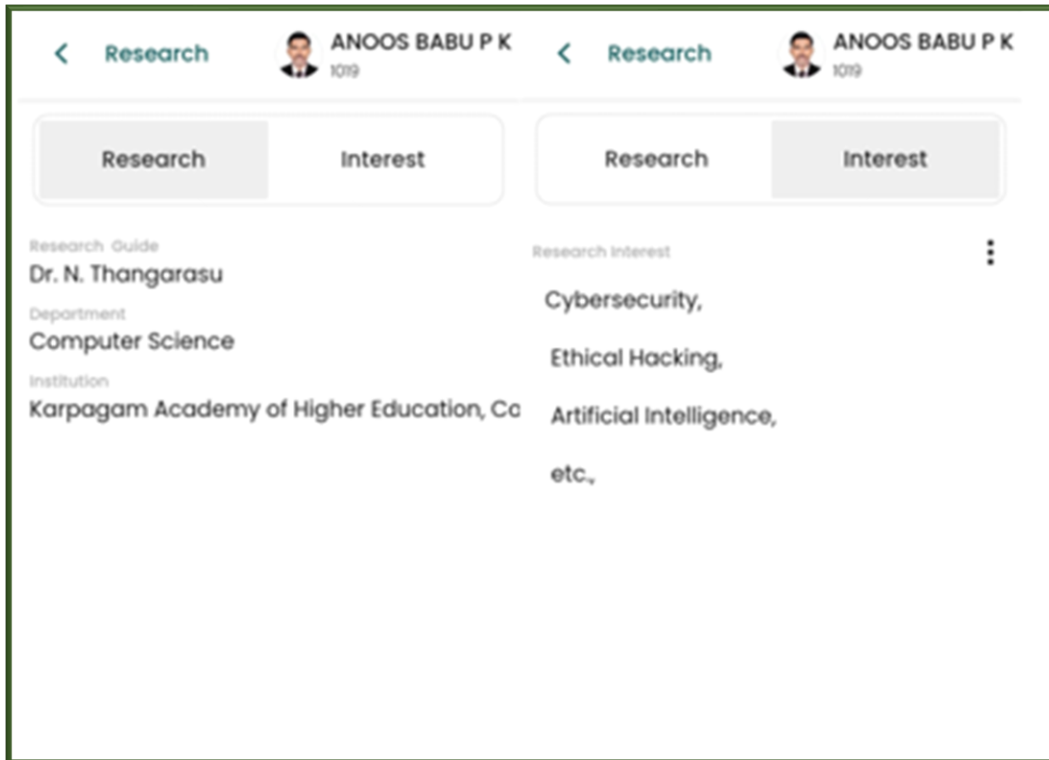 Research
ANOOS BABU P K
1019
Research Interest
Research Guide
Dr. N. Thangarasu
Department
Computer Science
Institution
Karpagam Academy of Higher Education, Co
Research
ANOOS BABU P K
1019
Research Interest
Research Interest
Cybersecurity,
Ethical Hacking,
Artificial Intelligence,
etc.,